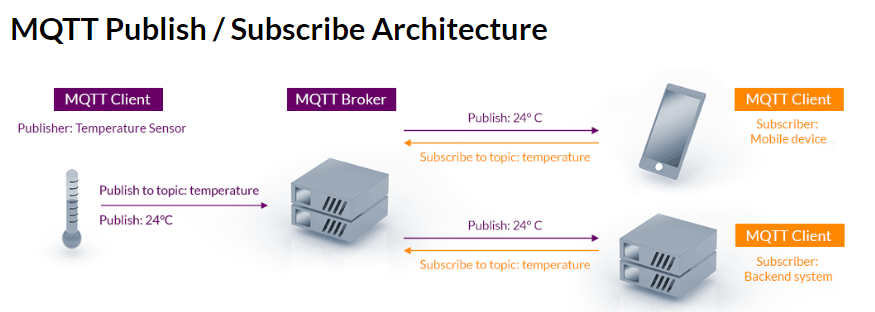 MQTT Publish / Subscribe Architecture
MQTT Client
Publisher: Temperature Sensor
Publish to topic: temperature
Publish: 24°C
MQTT Broker
Publish: 24° C
Subscribe to topic: temperature
MQTT Client
Subscriber:
Mobile device
Publish: 24° C
Subscribe to topic: temperature
MQTT Client
Subscriber:
Backend system